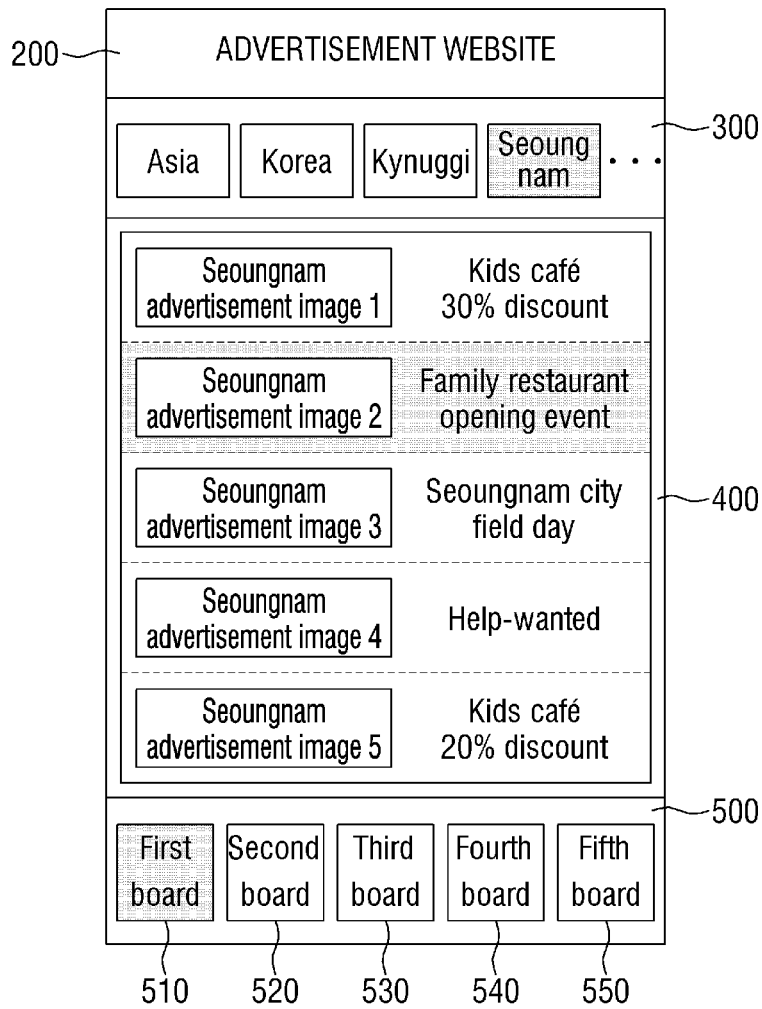 200
ADVERTISEMENT WEBSITE
300
Asia
Korea
Kynuggi
Seoung
nam
. . .
Seoungnam
advertisement image 1
Kids café
30% discount
Seoungnam
advertisement image 2
Family restaurant
opening event
Seoungnam
advertisement image 3
Seoungnam city
field day
400
Seoungnam
advertisement image 4
Help-wanted
Seoungnam
advertisement image 5
Kids café
20% discount
500
First
board
Second
board
Third
board
Fourth
board
Fifth
board
510
520
530
540
550